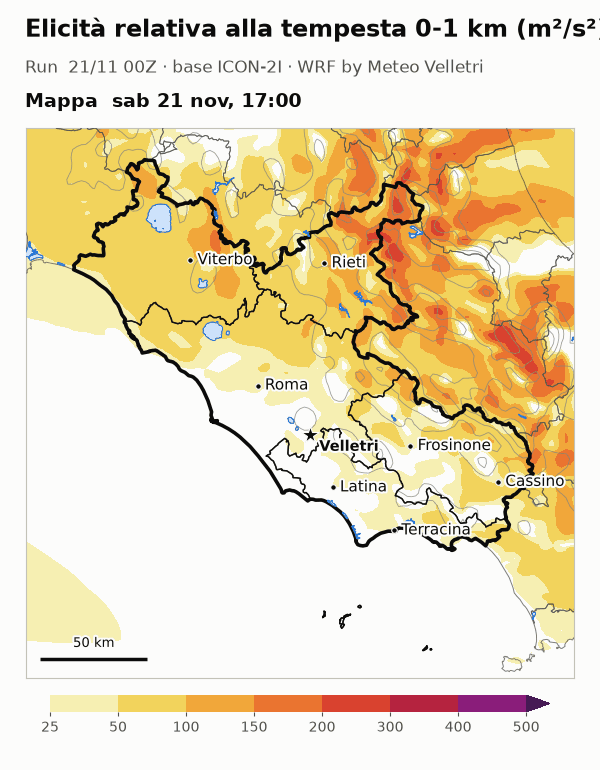 Elicità relativa alla tempesta 0-1 km (m²/s²)
Run 21/11 00Z · base ICON-2I · WRF by Meteo Velletri
Mappa sab 21 nov, 17:00
Viterbo
Rieti
Roma
Velletri
Frosinone
Cassino
Latina
Terracina
50 km
25 50 100 150 200 300 400 500